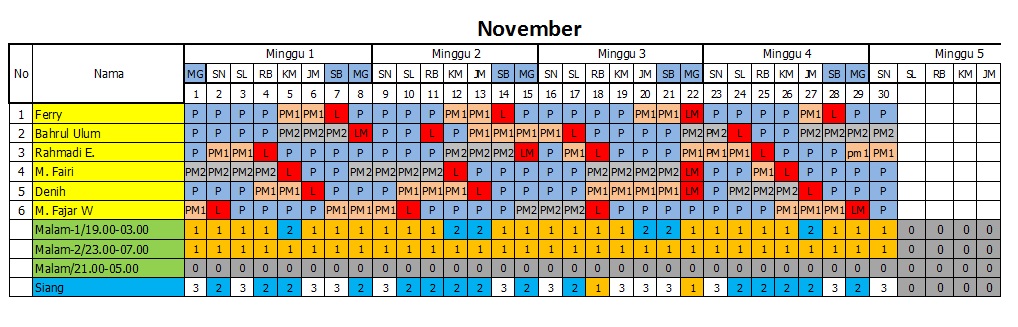 November
No Nama Minggu 1 Minggu 2 Minggu 3 Minggu 4 Minggu 5
MG SN SL RB KM JM SB MG SN SL RB KM JM SB MG SN SL RB KM JM SB MG SN SL RB KM JM SB MG SN SL RB KM JM
1 2 3 4 5 6 7 8 9 10 11 12 13 14 15 16 17 18 19 20 21 22 23 24 25 26 27 28 29 30
1 Ferry P P P P PM1 PM1 L P P P P PM1 PM1 L P P P P P PM1 PM1 LM P P P P PM1 L P P
2 Bahrul Ulum P P P P PM2 PM2 PM2 LM P P L P PM1 PM1 PM1 PM1 L P P P P PM2 PM2 L P P PM2 PM2 PM2 PM2
3 Rahmadi E. P PM1 PM1 L P P P P P P P PM2 PM2 PM2 LM P PM1 L P P P PM1 PM1 PM1 L P P P pm1 PM1
4 M. Fairi PM2 PM2 PM2 PM2 L P P P PM2 PM2 PM2 L P P P P P PM2 PM2 PM2 PM2 LM P P PM1 L P P P P
5 Denih P P P PM1 PM1 L P P P PM1 PM1 PM1 L P P P P PM1 PM1 PM1 PM1 LM P PM2 PM2 PM2 L P P P
6 M. Fajar W PM1 L P P P P PM1 PM1 PM1 L P P P P PM2 PM2 PM2 L P P P P P P P PM1 PM1 PM1 LM P
Malam-1/19.00-03.00 1 1 1 1 2 1 1 1 1 1 1 2 2 1 1 1 1 1 1 2 2 1 1 1 1 1 2 1 1 1 0 0 0 0
Malam-2/23.00-07.00 1 1 1 1 1 1 1 1 1 1 1 1 1 1 1 1 1 1 1 1 1 1 1 1 1 1 1 1 1 1 0 0 0 0
Malam/21.00-05.00 0 0 0 0 0 0 0 0 0 0 0 0 0 0 0 0 0 0 0 0 0 0 0 0 0 0 0 0 0 0 0 0 0 0
Siang 3 2 3 2 2 2 3 2 3 2 2 2 2 3 2 3 2 1 3 3 3 1 3 2 2 2 2 3 2 3 0 0 0 0